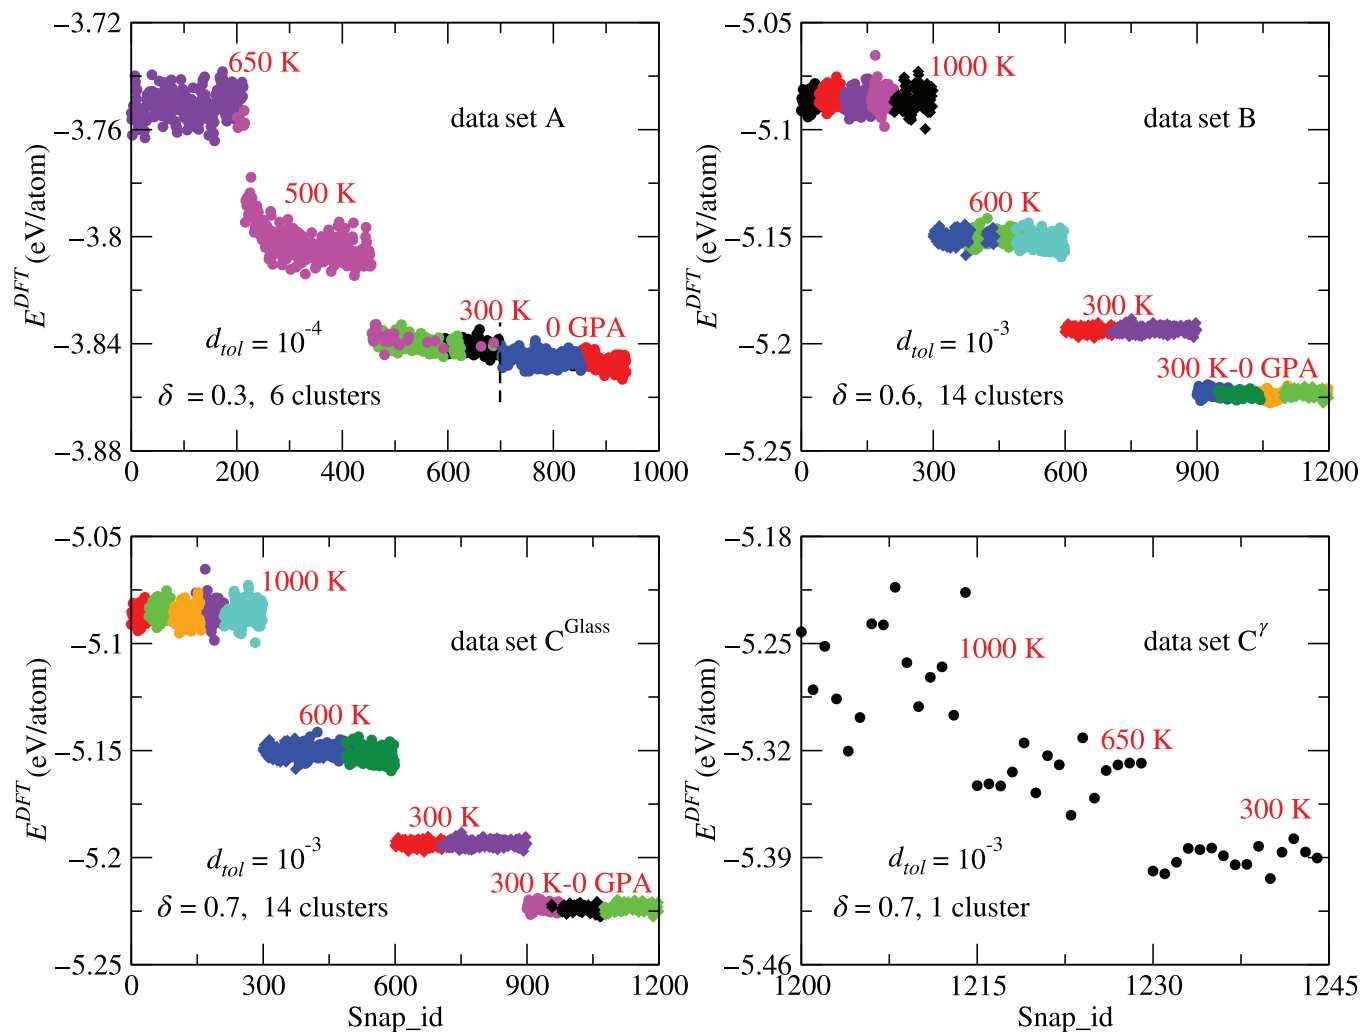 −3.72
−3.76
−3.8
−3.84
−3.88
E^DFT (eV/atom)
650 K
data set A
500 K
300 K
0 GPA
d_tol = 10^-4
δ = 0.3, 6 clusters
0 200 400 600 800 1000
−5.05
−5.1
−5.15
−5.2
−5.25
E^DFT (eV/atom)
1000 K
data set B
600 K
300 K
d_tol = 10^-3
300 K-0 GPA
δ = 0.6, 14 clusters
0 300 600 900 1200
−5.05
−5.1
−5.15
−5.2
−5.25
E^DFT (eV/atom)
1000 K
data set C^Glass
600 K
300 K
d_tol = 10^-3
300 K-0 GPA
δ = 0.7, 14 clusters
0 300 600 900 1200
Snap_id
−5.18
−5.25
−5.32
−5.39
−5.46
E^DFT (eV/atom)
data set C^γ
1000 K
650 K
300 K
d_tol = 10^-3
δ = 0.7, 1 cluster
1200 1215 1230 1245
Snap_id